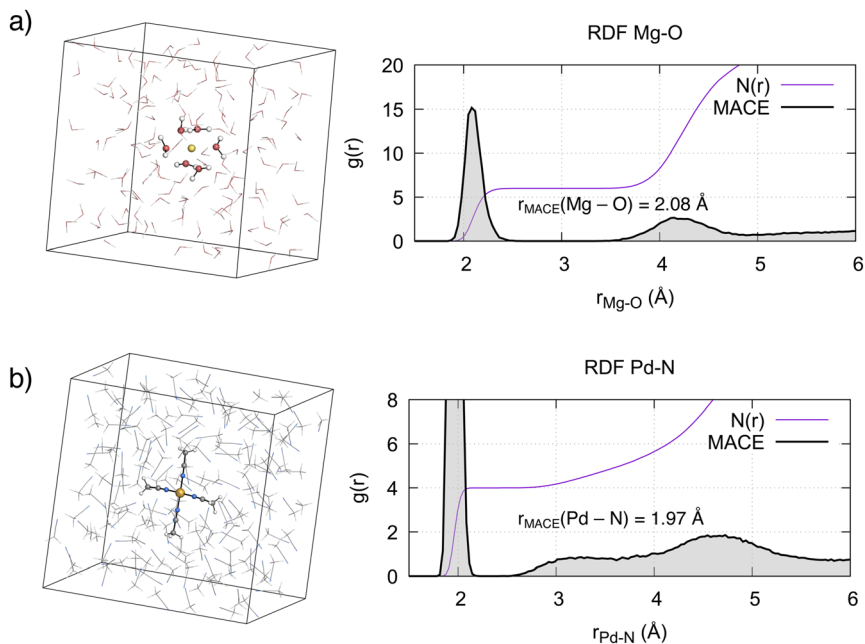 a)
RDF Mg-O
20
15
10
5
0
g(r)
N(r)
MACE
rMACE(Mg – O) = 2.08 Å
2
3
4
5
6
rMg-O (Å)
b)
RDF Pd-N
8
6
4
2
0
g(r)
N(r)
MACE
rMACE(Pd – N) = 1.97 Å
2
3
4
5
6
rPd-N (Å)